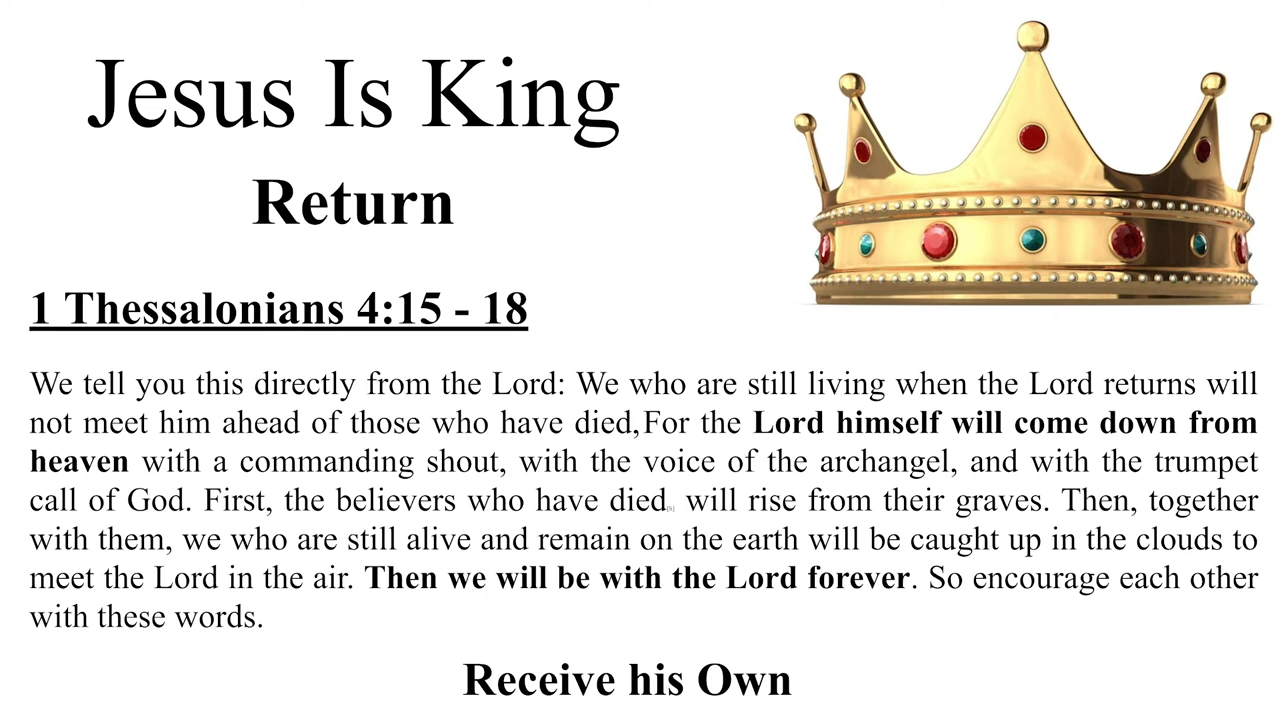 Jesus Is King
Return
1 Thessalonians 4:15 - 18
We tell you this directly from the Lord: We who are still living when the Lord returns will
not meet him ahead of those who have died,For the Lord himself will come down from
heaven with a commanding shout, with the voice of the archangel, and with the trumpet
call of God. First, the believers who have died[b] will rise from their graves. Then, together
with them, we who are still alive and remain on the earth will be caught up in the clouds to
meet the Lord in the air. Then we will be with the Lord forever. So encourage each other
with these words.
Receive his Own